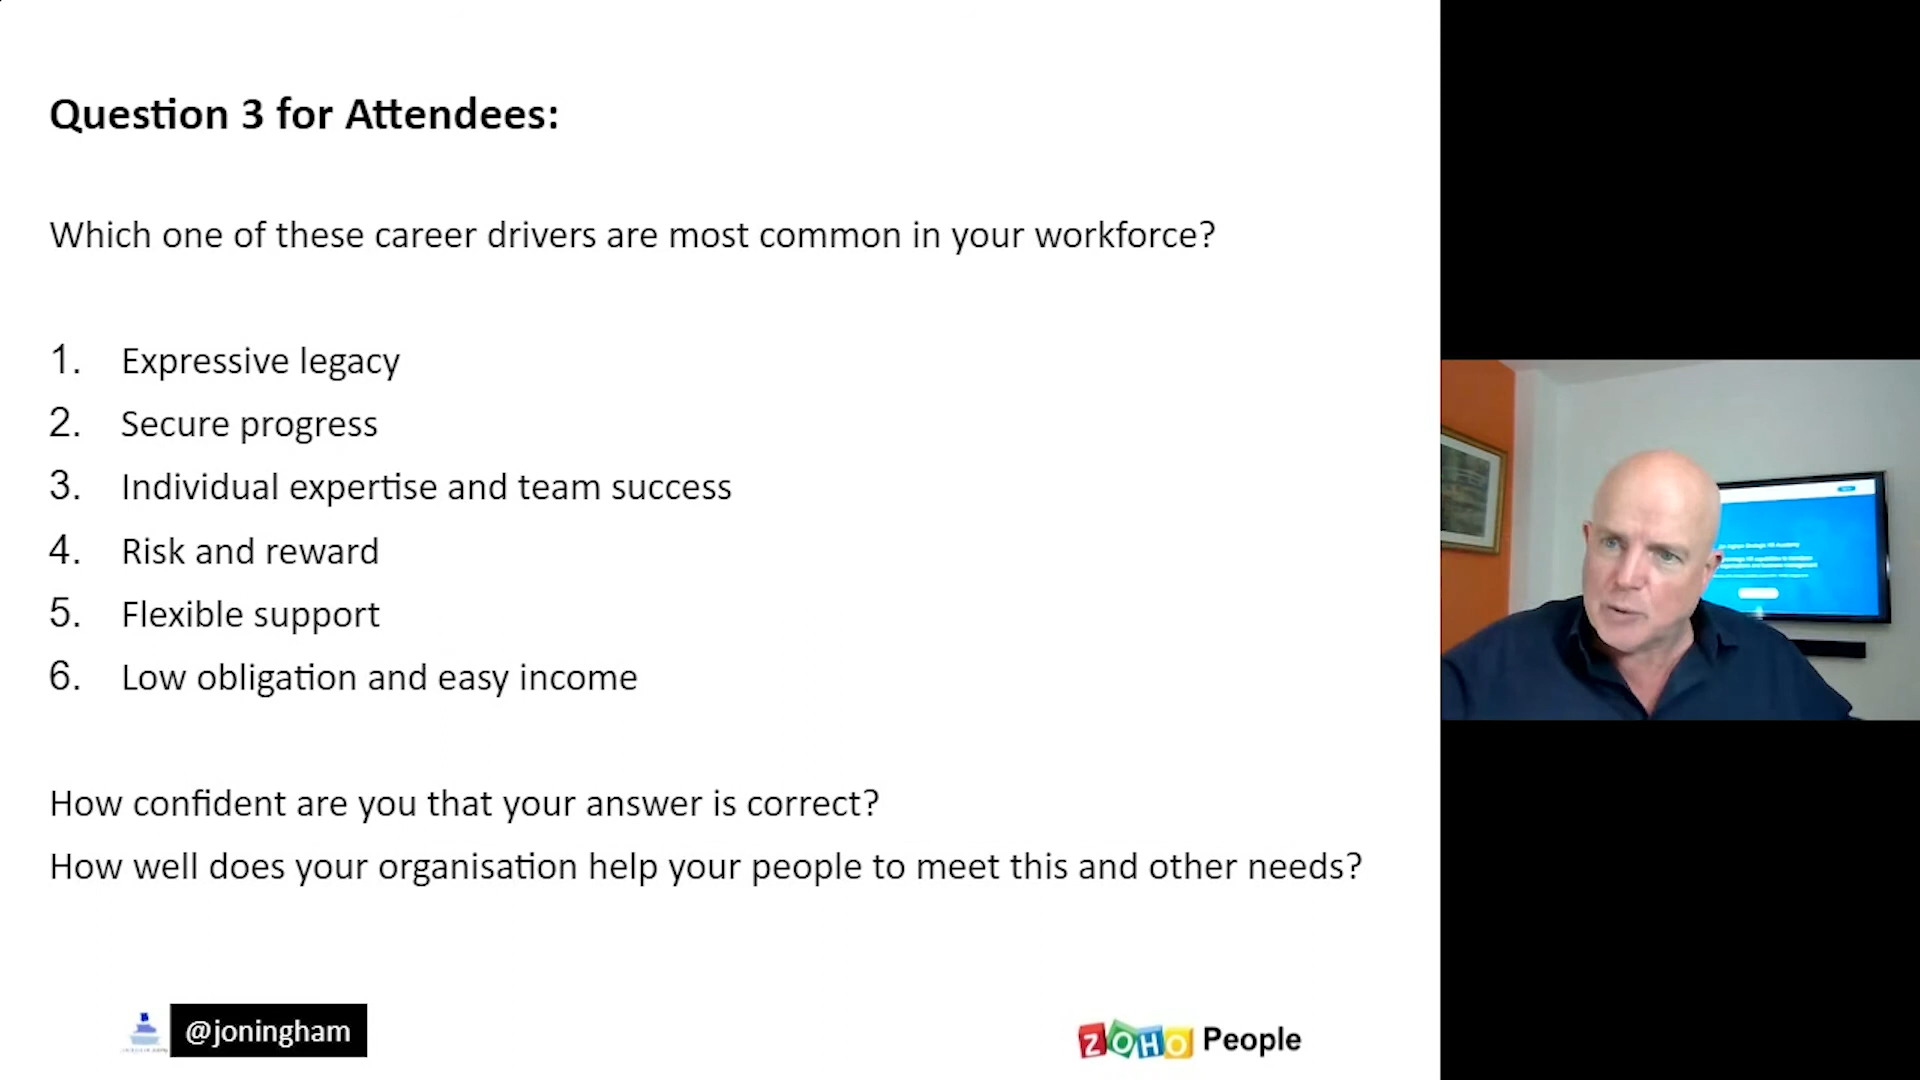 Question 3 for Attendees:
Which one of these career drivers are most common in your workforce?
1. Expressive legacy
2. Secure progress
3. Individual expertise and team success
4. Risk and reward
5. Flexible support
6. Low obligation and easy income
How confident are you that your answer is correct?
How well does your organisation help your people to meet this and other needs?
@joningham
ZOHO People